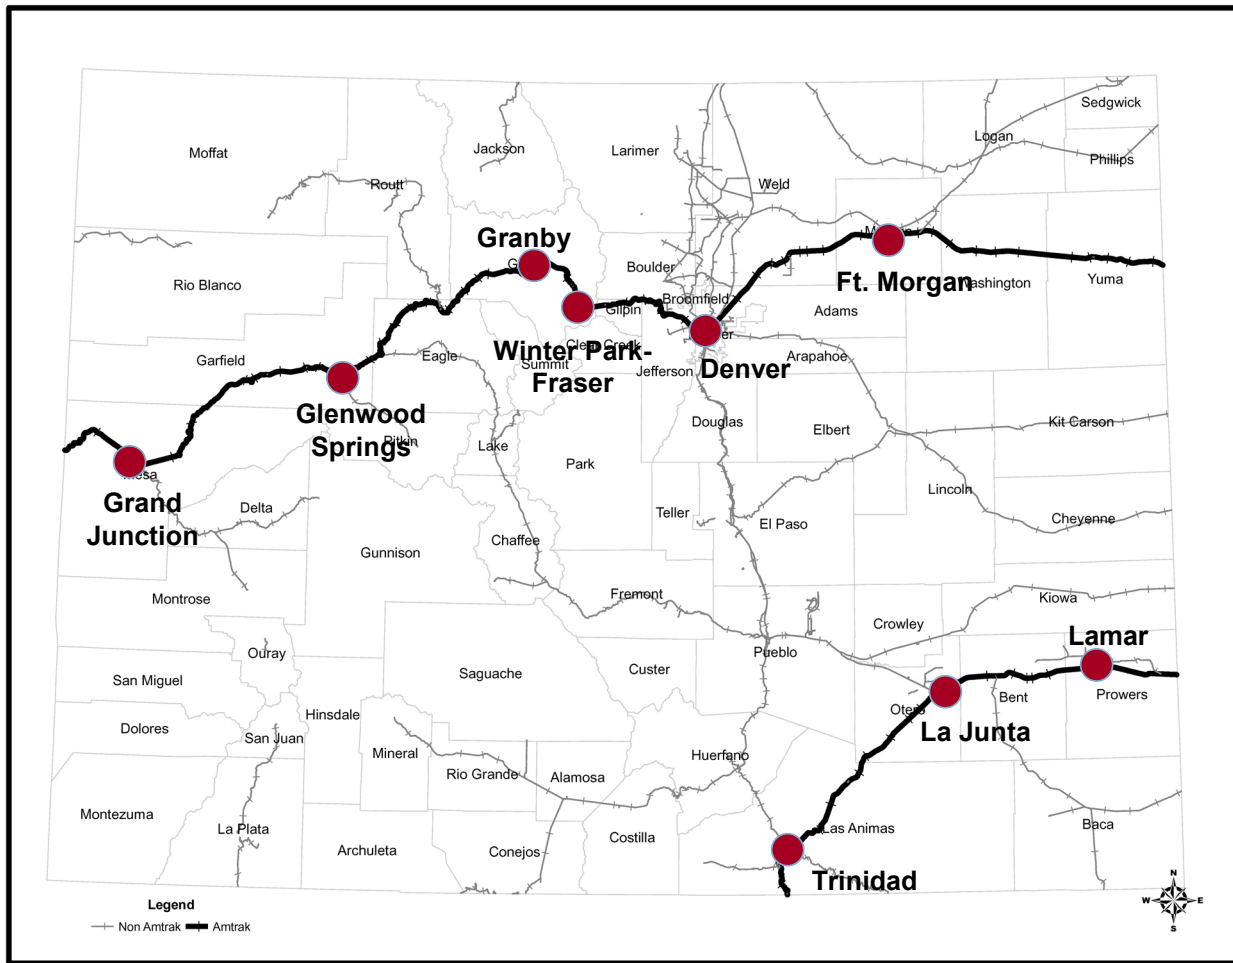 Sedgwick
Logan
Jackson
Larimer
Moffat
Phillips
Routt
Weld
Granby
Boulder
Ft. Morgan
Washington
Yuma
Rio Blanco
Broomfield
Gilpin
Adams
Winter Park-
Fraser
Clear Creek
Denver
Arapahoe
Garfield
Eagle
Summit
Jefferson
Glenwood
Springs
Pitkin
Lake
Douglas
Elbert
Kit Carson
Park
Mesa
Grand
Junction
Delta
Lincoln
Teller
El Paso
Cheyenne
Gunnison
Chaffee
Montrose
Fremont
Kiowa
Crowley
Lamar
Ouray
Pueblo
Saguache
Custer
San Miguel
Bent
Prowers
Otero
La Junta
Hinsdale
Dolores
San Juan
Mineral
Huerfano
Rio Grande
Alamosa
Montezuma
La Plata
Costilla
Las Animas
Baca
Archuleta
Conejos
Trinidad
Legend
Non Amtrak
Amtrak
N
W
E
S